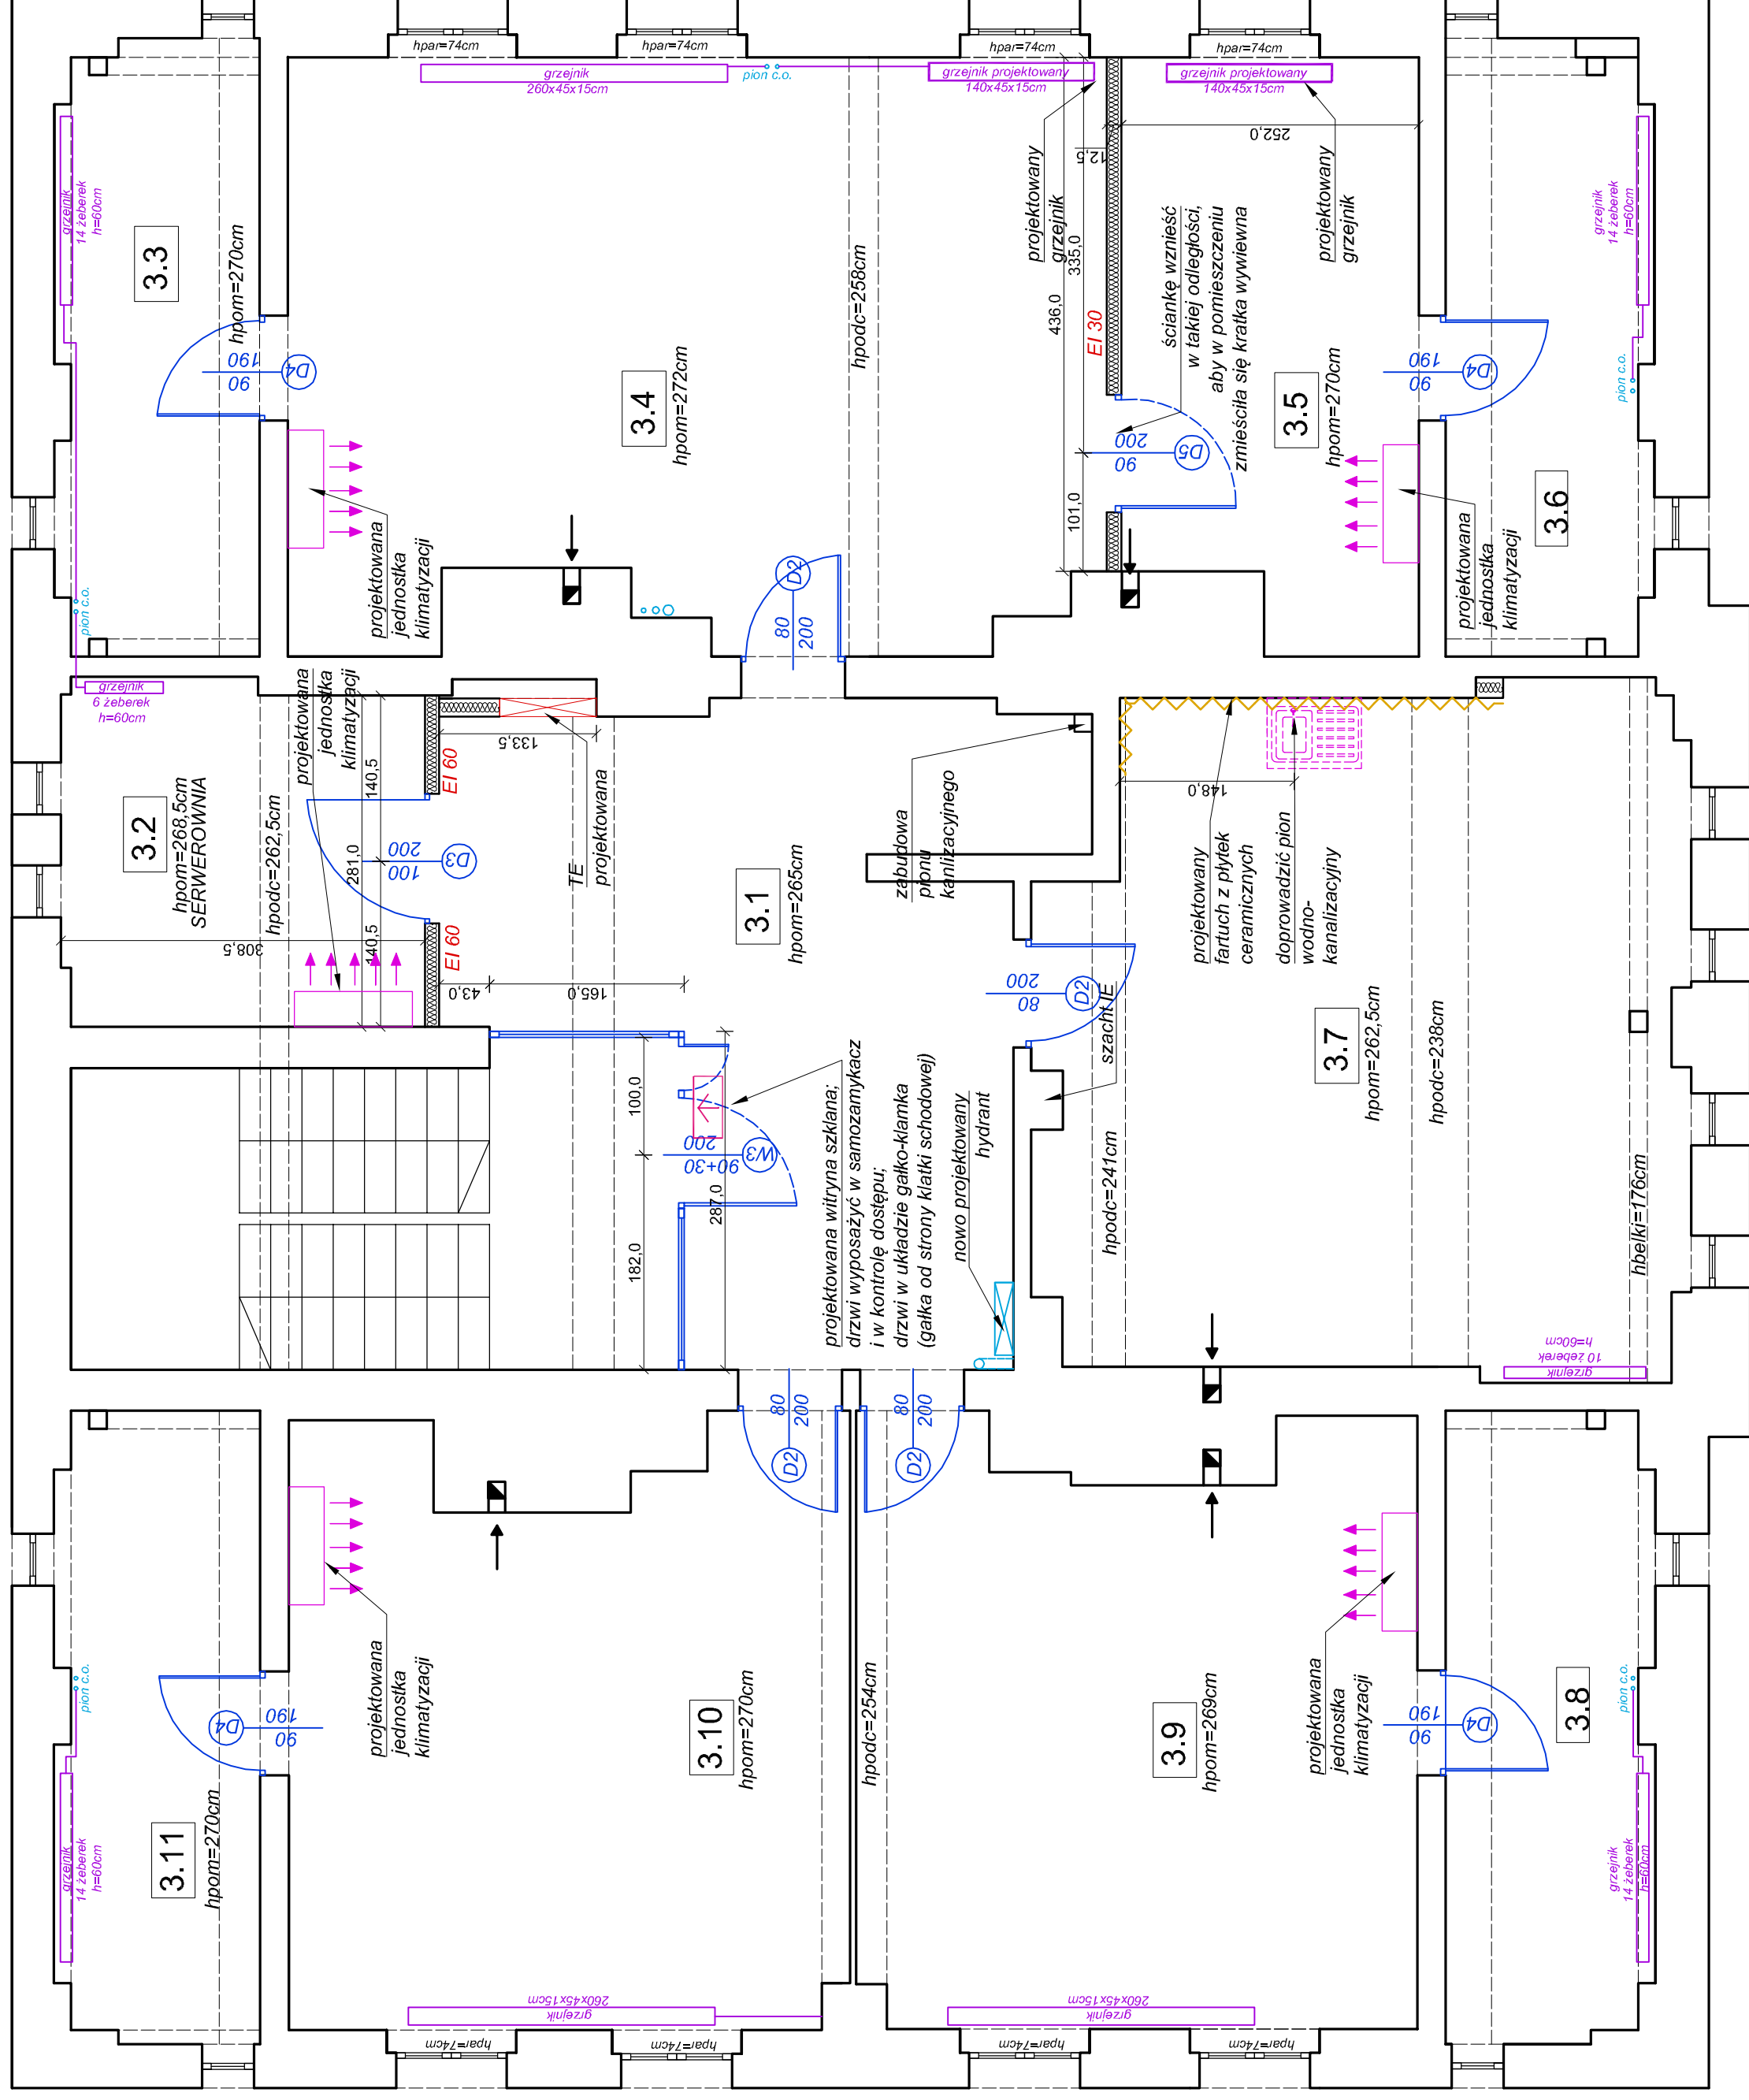 hpar=74cm
hpar=74cm
hpar=74cm
hpar=74cm
grzejnik
260x45x15cm
pion c.o.
grzejnik projektowany
140x45x15cm
grzejnik projektowany
140x45x15cm
grzejnik
14 żeberek
h=60cm
3.3
hpom=270cm
90
190
D4
pion c.o.
projektowana
jednostka
klimatyzacji
3.4
hpom=272cm
hpodc=258cm
80
200
D2
projektowany
grzejnik
12,5
252,0
436,0
335,0
101,0
EI 30
ściankę wznieść
w takiej odległości,
aby w pomieszczeniu
zmieściła się kratka wywiewna
projektowany
grzejnik
90
200
D5
3.5
hpom=270cm
90
190
D4
projektowana
jednostka
klimatyzacji
3.6
grzejnik
14 żeberek
h=60cm
pion c.o.
grzejnik
6 żeberek
h=60cm
3.2
hpom=268,5cm
SERWEROWNIA
hpodc=262,5cm
projektowana
jednostka
klimatyzacji
140,5
281,0
140,5
308,5
100
200
D3
EI 60
EI 60
133,5
43,0
165,0
TE
projektowana
3.1
hpom=265cm
zabudowa
pionu
kanlizacyjnego
80
200
D2
szacht IE
148,0
projektowany
fartuch z płytek
ceramicznych
doprowadzić pion
wodno-
kanalizacyjny
3.7
hpom=262,5cm
hpodc=238cm
hpodc=241cm
hbelki=176cm
100,0
182,0
287,0
90+30
200
W3
projektowana witryna szklana;
drzwi wyposażyć w samozamykacz
i w kontrolę dostępu;
drzwi w układzie gałko-klamka
(gałka od strony klatki schodowej)
nowo projektowany
hydrant
grzejnik
10 żeberek
h=60cm
80
200
D2
80
200
D2
projektowana
jednostka
klimatyzacji
90
190
D4
pion c.o.
3.11
hpom=270cm
grzejnik
14 żeberek
h=60cm
3.10
hpom=270cm
hpodc=254cm
3.9
hpom=269cm
projektowana
jednostka
klimatyzacji
90
190
D4
3.8
pion c.o.
grzejnik
14 żeberek
h=60cm
grzejnik
260x45x15cm
grzejnik
260x45x15cm
hpar=74cm
hpar=74cm
hpar=74cm
hpar=74cm